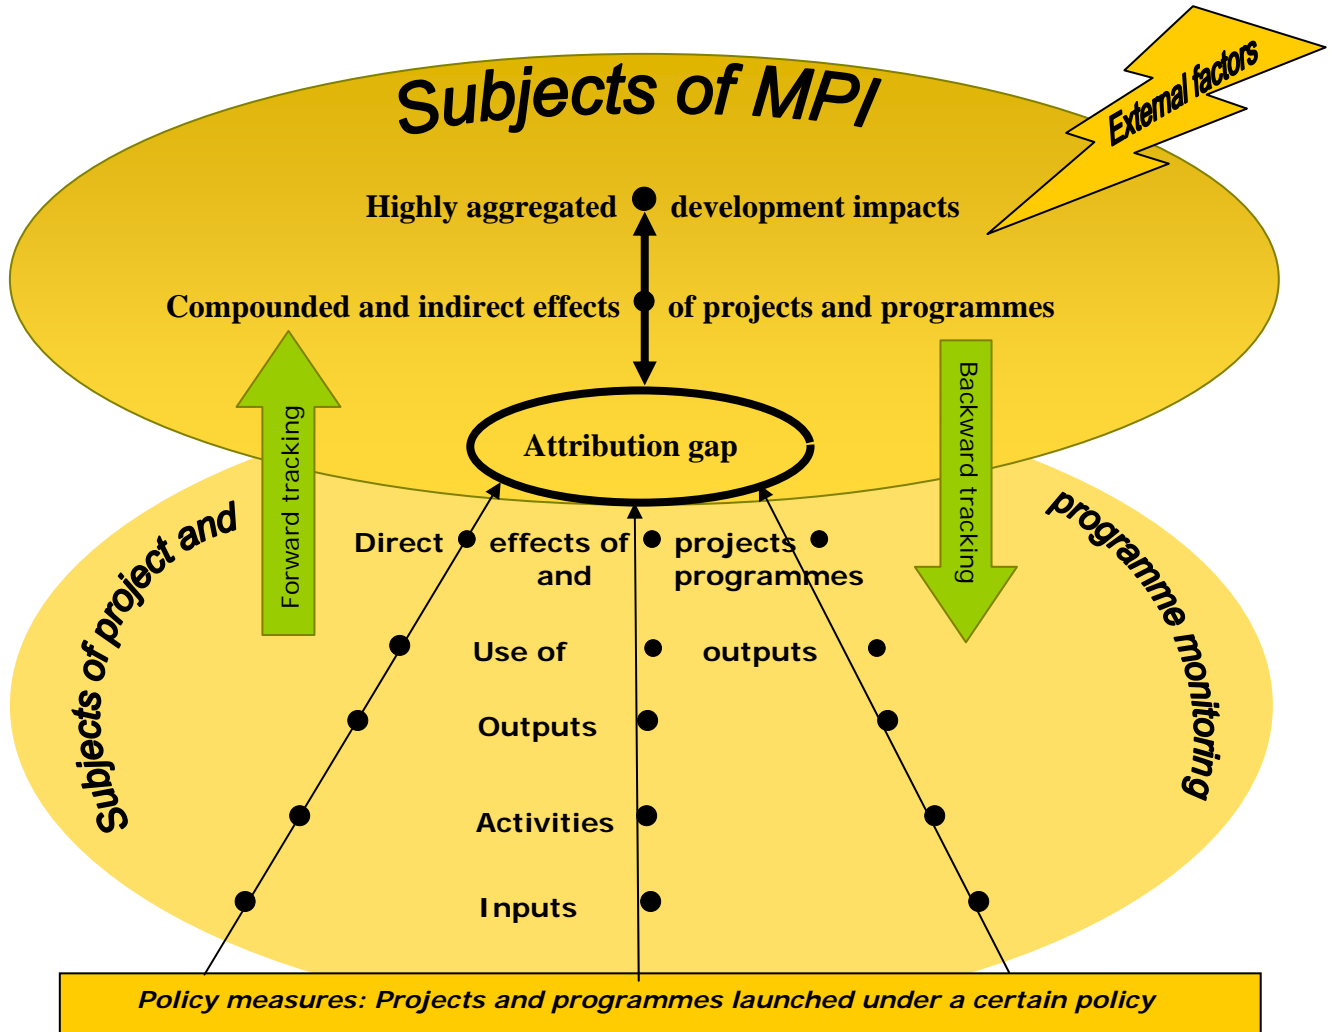 Subjects of MPI
External factors
Highly aggregated development impacts
Compounded and indirect effects of projects and programmes
Forward tracking
Backward tracking
Attribution gap
Subjects of project and programme monitoring
Direct effects of projects
and programmes
Use of outputs
Outputs
Activities
Inputs
Policy measures: Projects and programmes launched under a certain policy